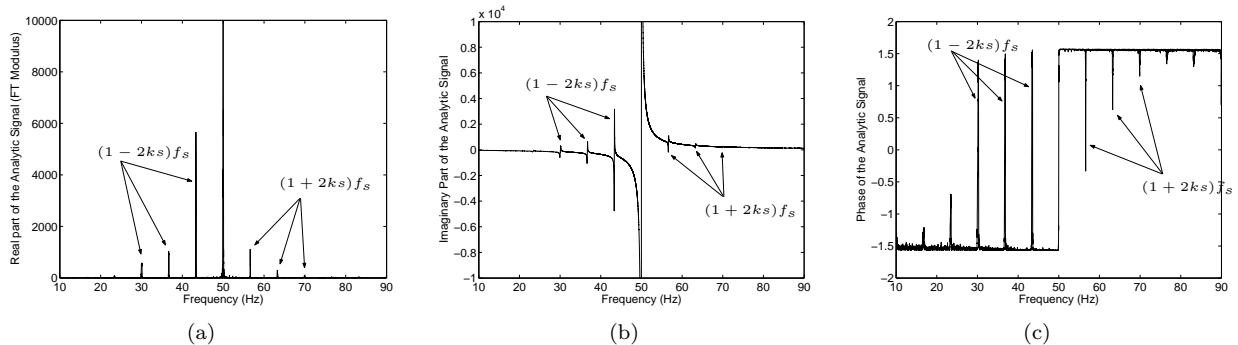 10000
8000
6000
4000
2000
0
Real part of the Analytic Signal (FT Modulus)
(1 − 2ks)f_s
(1 + 2ks)f_s
10 20 30 40 50 60 70 80 90
Frequency (Hz)
(a)
x 10^4
1
0.8
0.6
0.4
0.2
0
−0.2
−0.4
−0.6
−0.8
−1
Imaginary Part of the Analytic Signal
(1 − 2ks)f_s
(1 + 2ks)f_s
10 20 30 40 50 60 70 80 90
Frequency (Hz)
(b)
2
1.5
1
0.5
0
−0.5
−1
−1.5
−2
Phase of the Analytic Signal
(1 − 2ks)f_s
(1 + 2ks)f_s
10 20 30 40 50 60 70 80 90
Frequency (Hz)
(c)